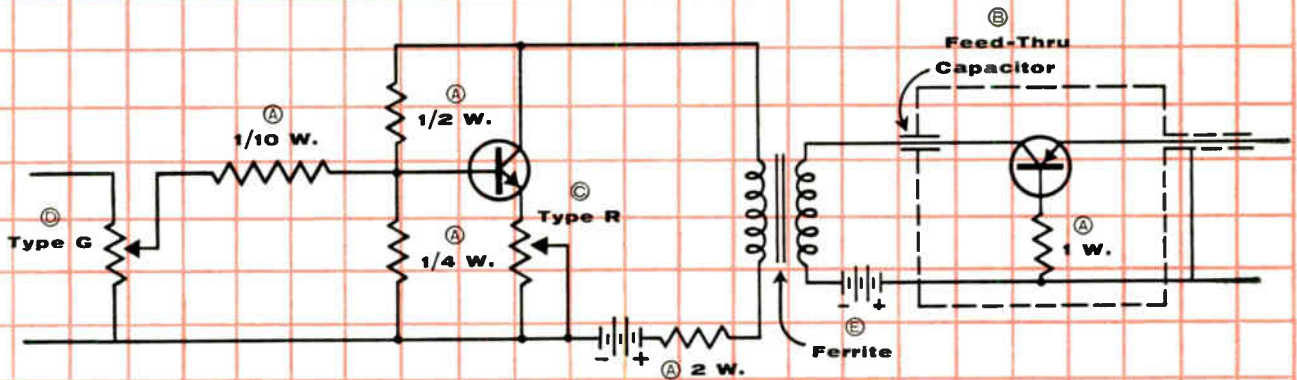 Ⓑ
Feed-Thru
Capacitor
Ⓐ
1/10 W.
Ⓐ
1/2 W.
Ⓓ
Type G
Ⓒ
Type R
Ⓐ
1/4 W.
Ⓐ
1 W.
- +
- +
Ⓔ
Ferrite
Ⓐ 2 W.